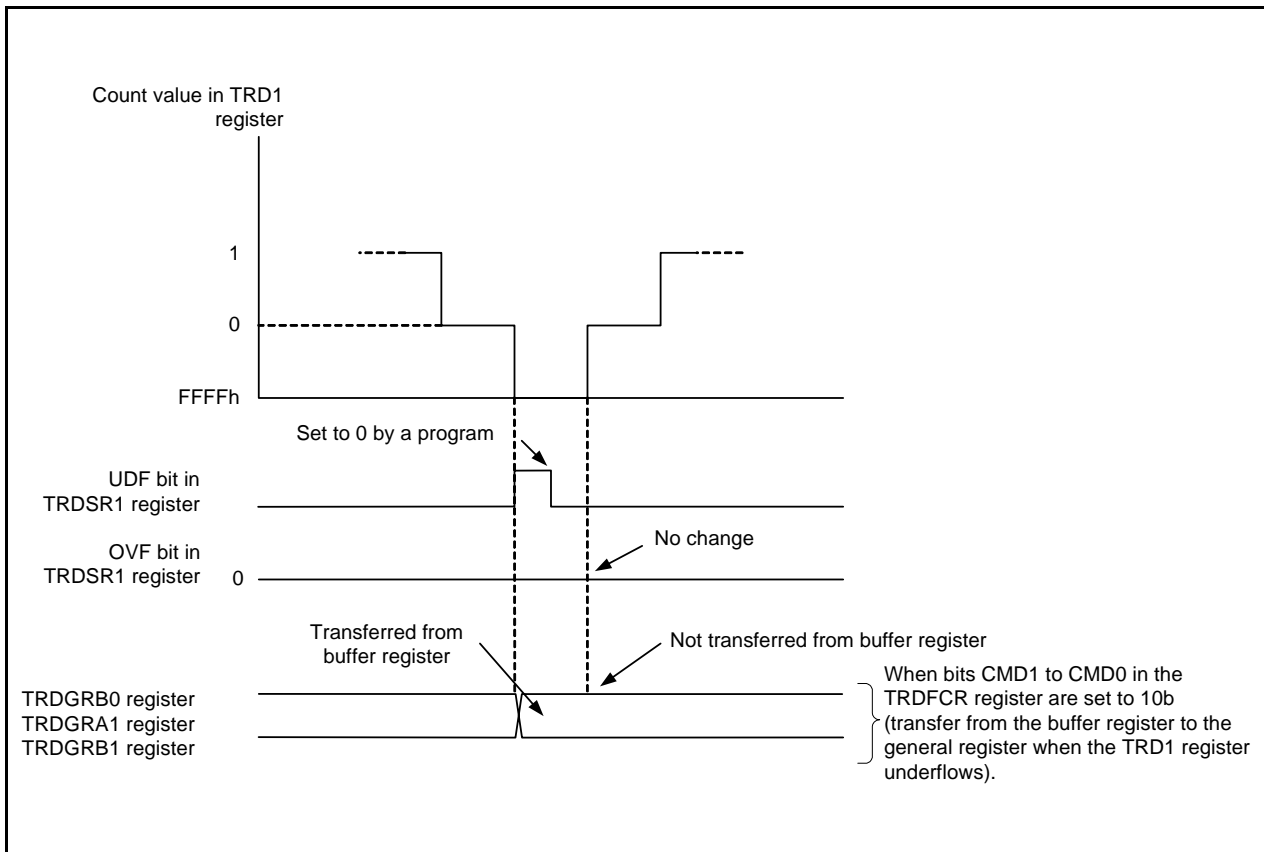 Count value in TRD1
register
1
0
FFFFh
Set to 0 by a program
UDF bit in
TRDSR1 register
No change
OVF bit in
TRDSR1 register
0
Transferred from
buffer register
Not transferred from buffer register
TRDGRB0 register
TRDGRA1 register
TRDGRB1 register
When bits CMD1 to CMD0 in the
TRDFCR register are set to 10b
(transfer from the buffer register to the
general register when the TRD1 register
underflows).